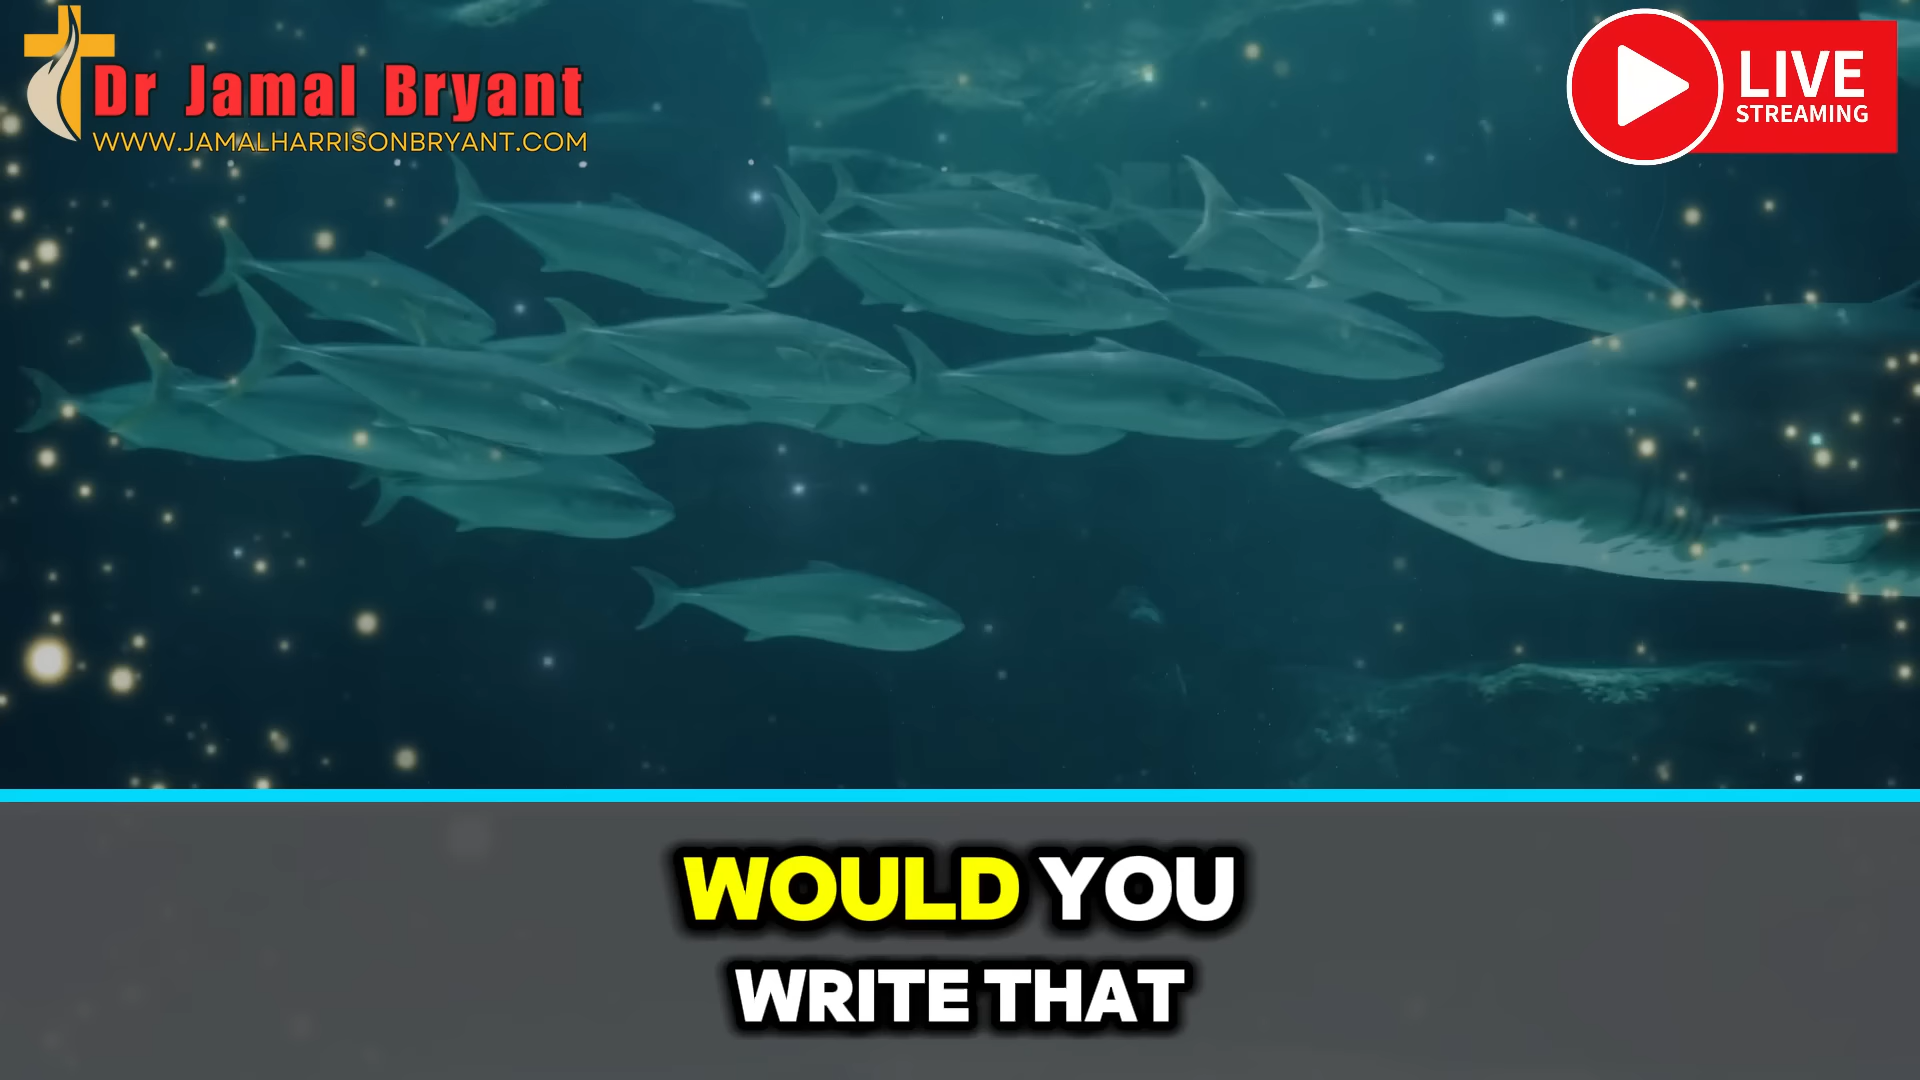 Dr Jamal Bryant
WWW.JAMALHARRISONBRYANT.COM
LIVE
STREAMING
WOULD YOU
WRITE THAT